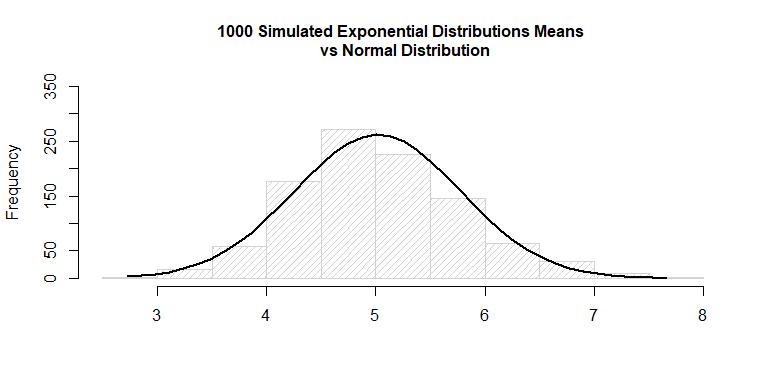 1000 Simulated Exponential Distributions Means
vs Normal Distribution
Frequency
350
250
150
50
0
3 4 5 6 7 8